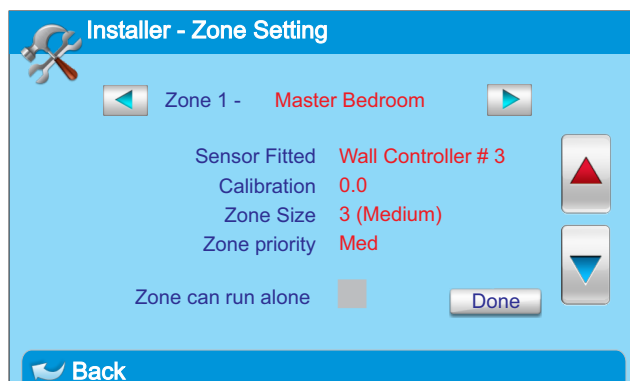 Installer - Zone Setting
Zone 1 - Master Bedroom
Sensor Fitted Wall Controller # 3
Calibration 0.0
Zone Size 3 (Medium)
Zone priority Med
Zone can run alone Done
Back